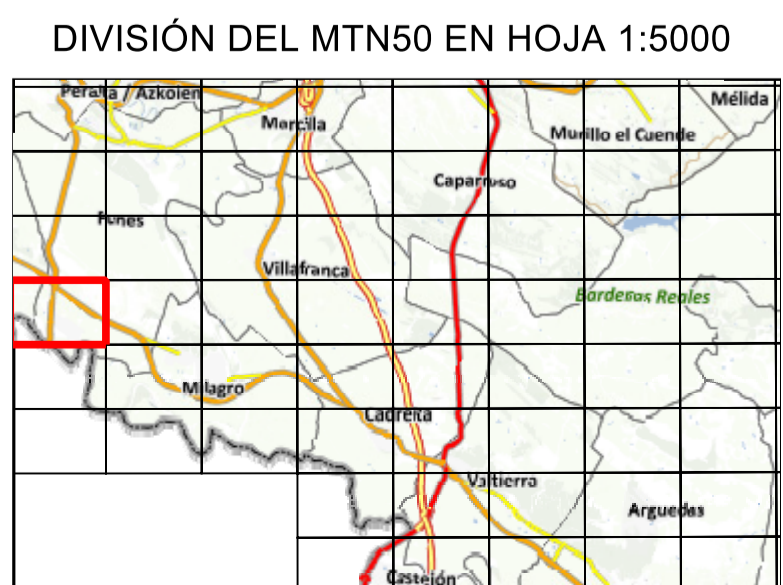 DIVISIÓN DEL MTN50 EN HOJA 1:5000
Peralta / Azkoien
Mélida
Marcilla
Murillo el Cuende
Caparroso
Funes
Villafranca
Bardenas Reales
Milagro
Cadreita
Valtierra
Arguedas
Castejón